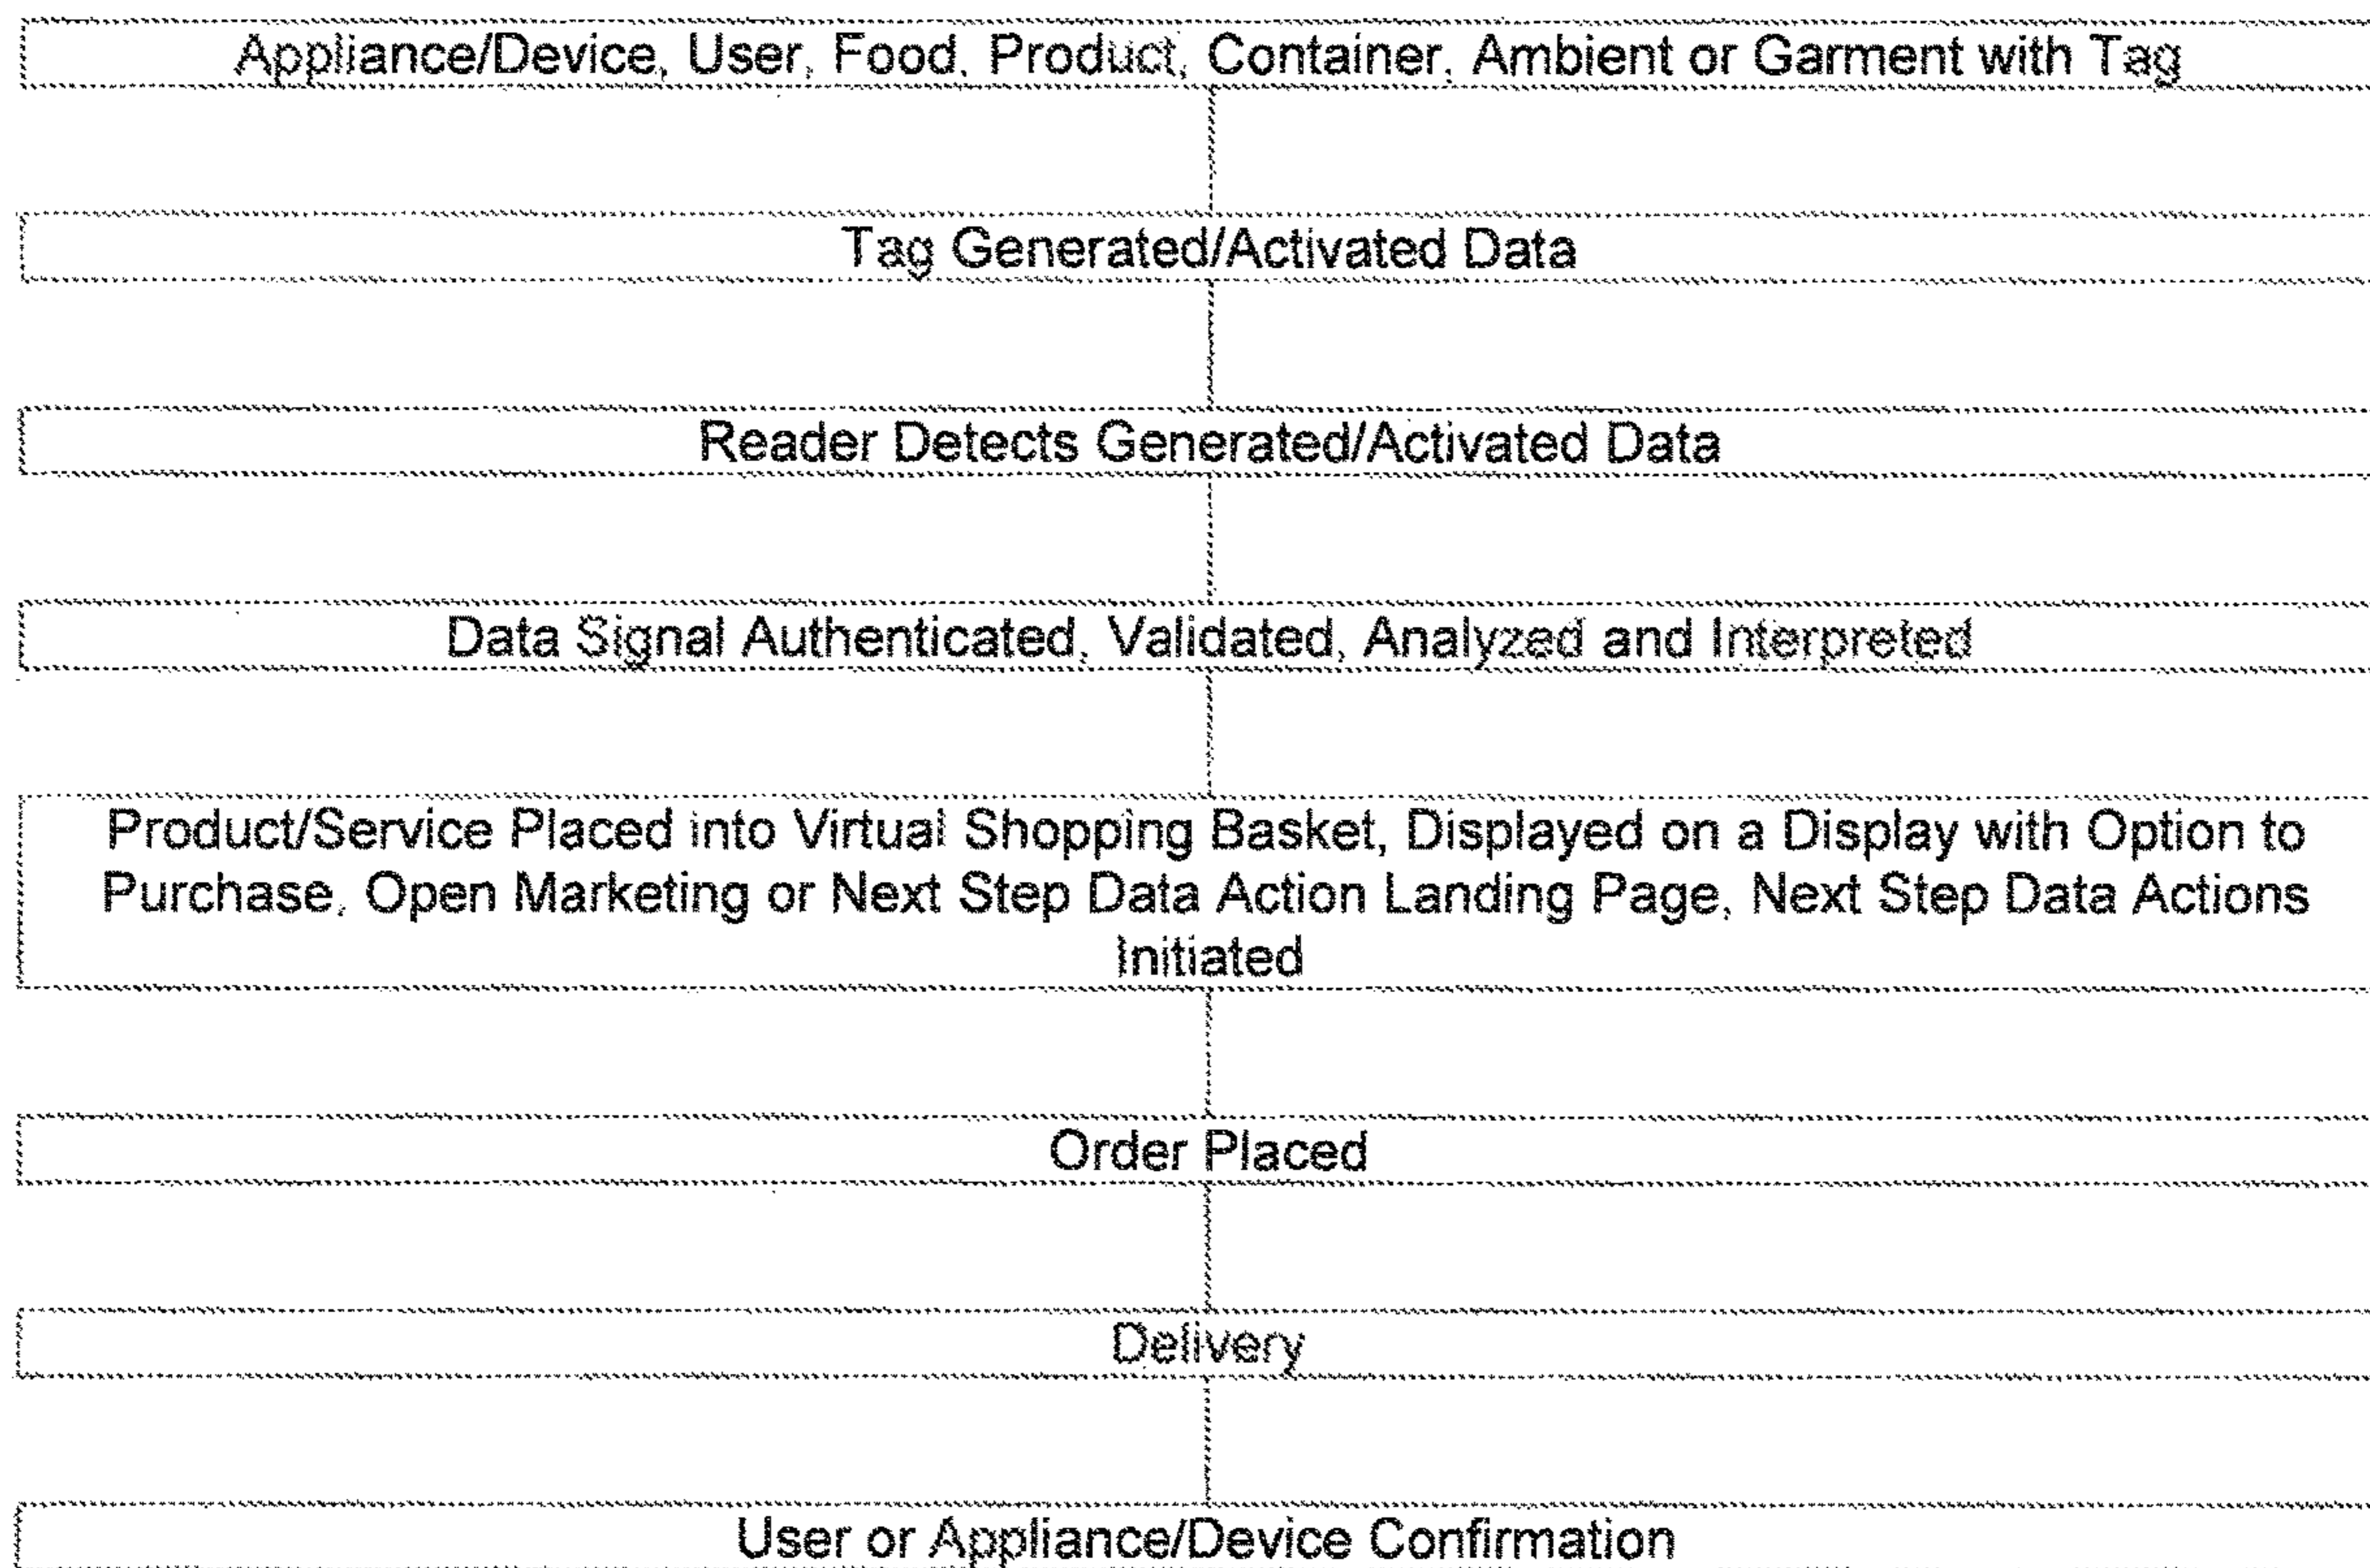 Appliance/Device, User, Food, Product, Container, Ambient or Garment with Tag
Tag Generated/Activated Data
Reader Detects Generated/Activated Data
Data Signal Authenticated, Validated, Analyzed and Interpreted
Product/Service Placed into Virtual Shopping Basket, Displayed on a Display with Option to
Purchase, Open Marketing or Next Step Data Action Landing Page, Next Step Data Actions
Initiated
Order Placed
Delivery
User or Appliance/Device Confirmation